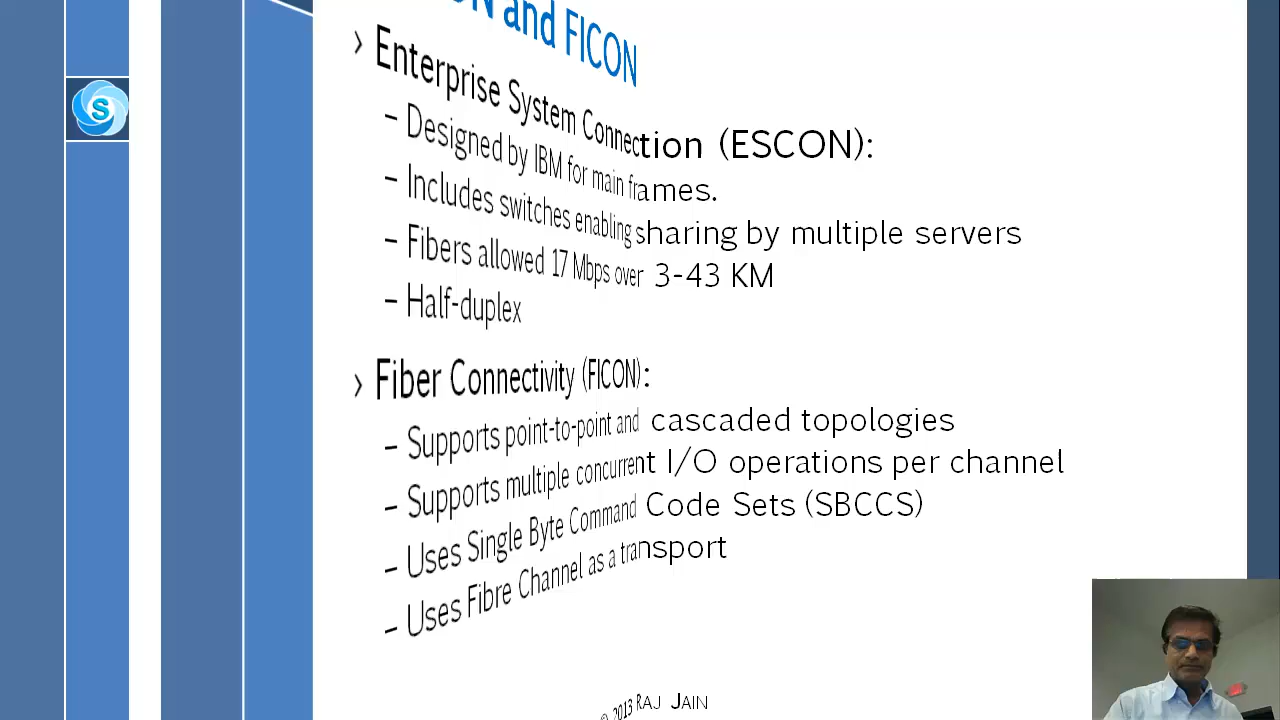 and FICON
S
› Enterprise System Connection (ESCON):
– Designed by IBM for main frames.
– Includes switches enabling sharing by multiple servers
– Fibers allowed 17 Mbps over 3-43 KM
– Half-duplex
› Fiber Connectivity (FICON):
– Supports point-to-point and cascaded topologies
– Supports multiple concurrent I/O operations per channel
– Uses Single Byte Command Code Sets (SBCCS)
– Uses Fibre Channel as a transport
© 2013 RAJ JAIN